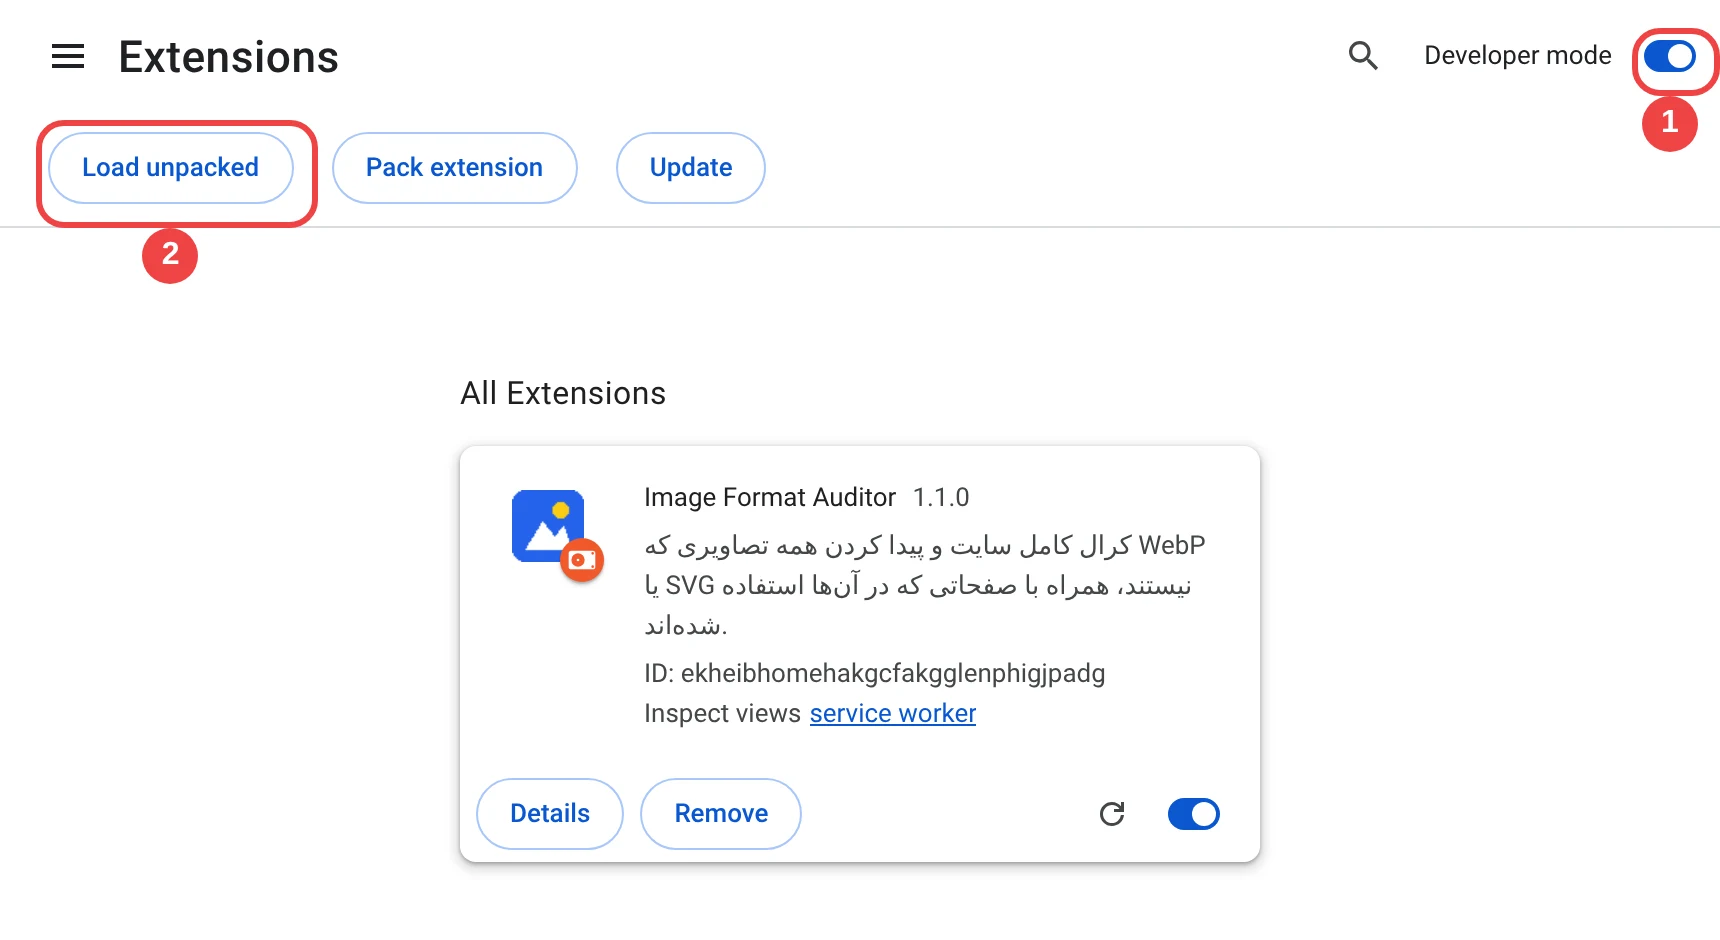 Extensions
Developer mode
1
Load unpacked
Pack extension
Update
2
All Extensions
Image Format Auditor 1.1.0
کرال کامل سایت و پیدا کردن همه تصاویری که WebP
یا SVG نیستند، همراه با صفحاتی که در آن‌ها استفاده
شده‌اند.
ID: ekheibhomehakgcfakgglenphigjpadg
Inspect views service worker
Details
Remove